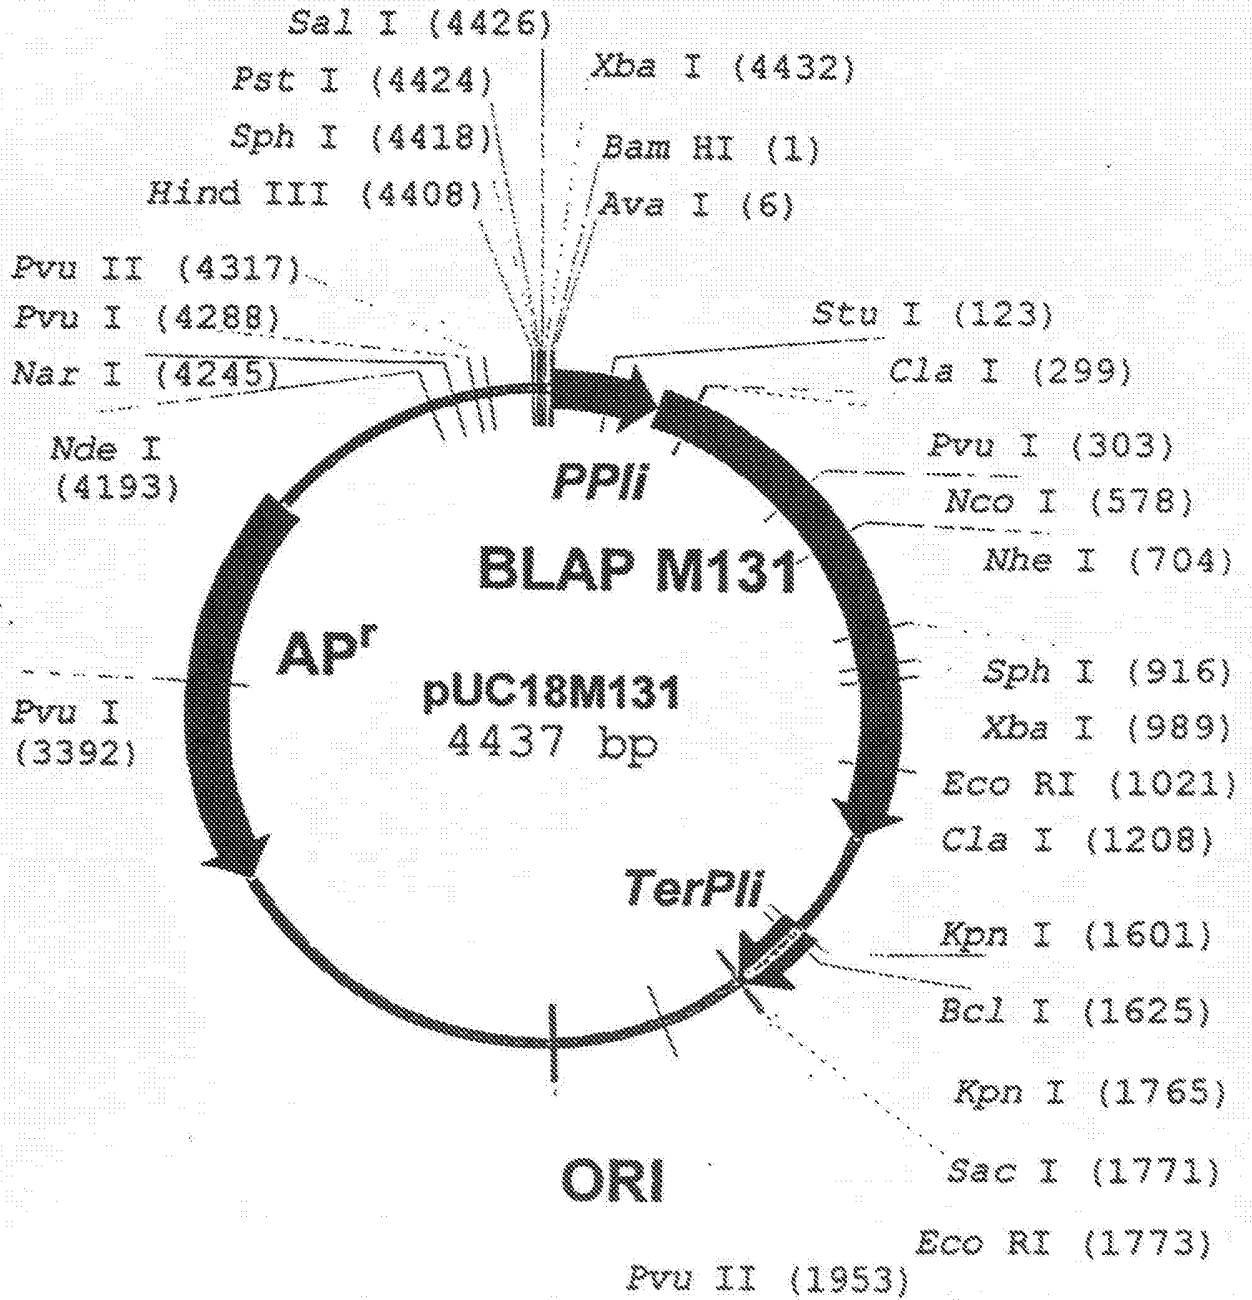 Sal I (4426)
Pst I (4424)
Sph I (4418)
Hind III (4408)
Pvu II (4317)
Pvu I (4288)
Nar I (4245)
Nde I
(4193)
Xba I (4432)
Bam HI (1)
Ava I (6)
Stu I (123)
Cla I (299)
Pvu I (303)
Nco I (578)
Nhe I (704)
Sph I (916)
Xba I (989)
Eco RI (1021)
Cla I (1208)
Kpn I (1601)
Bcl I (1625)
Kpn I (1765)
Sac I (1771)
Eco RI (1773)
Pvu II (1953)
Pvu I
(3392)
PPli
BLAP M131
APr
pUC18M131
4437 bp
TerPli
ORI